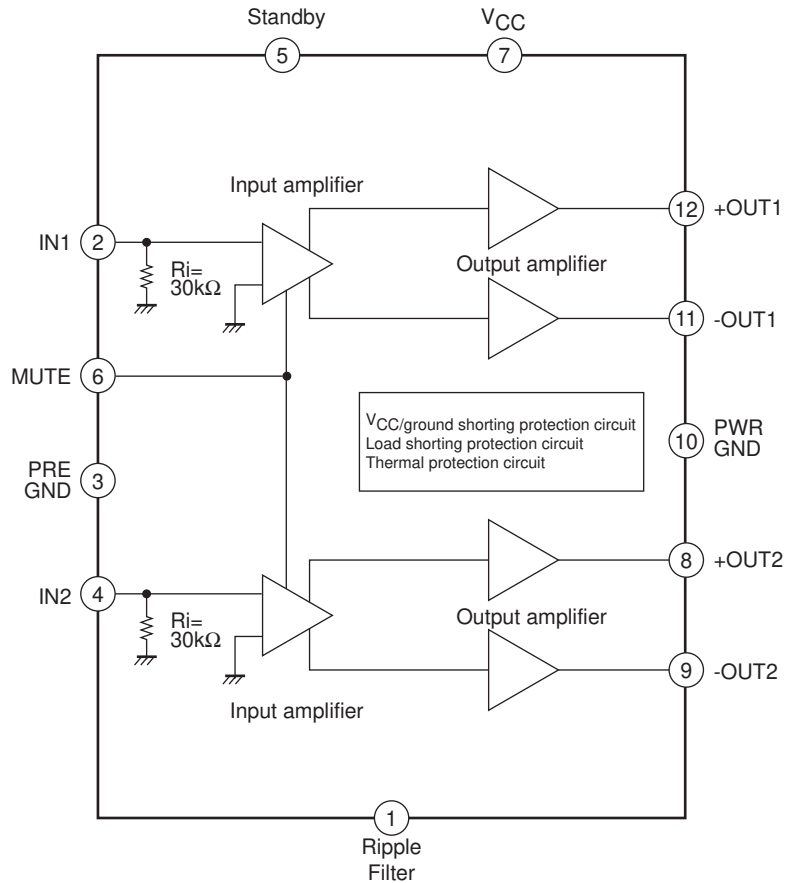 Standby
VCC
5
7
Input amplifier
12
+OUT1
IN1
2
Ri=
30kΩ
Output amplifier
11
-OUT1
MUTE
6
VCC/ground shorting protection circuit
Load shorting protection circuit
Thermal protection circuit
10
PWR
GND
PRE
GND
3
8
+OUT2
IN2
4
Ri=
30kΩ
Output amplifier
9
-OUT2
Input amplifier
1
Ripple
Filter